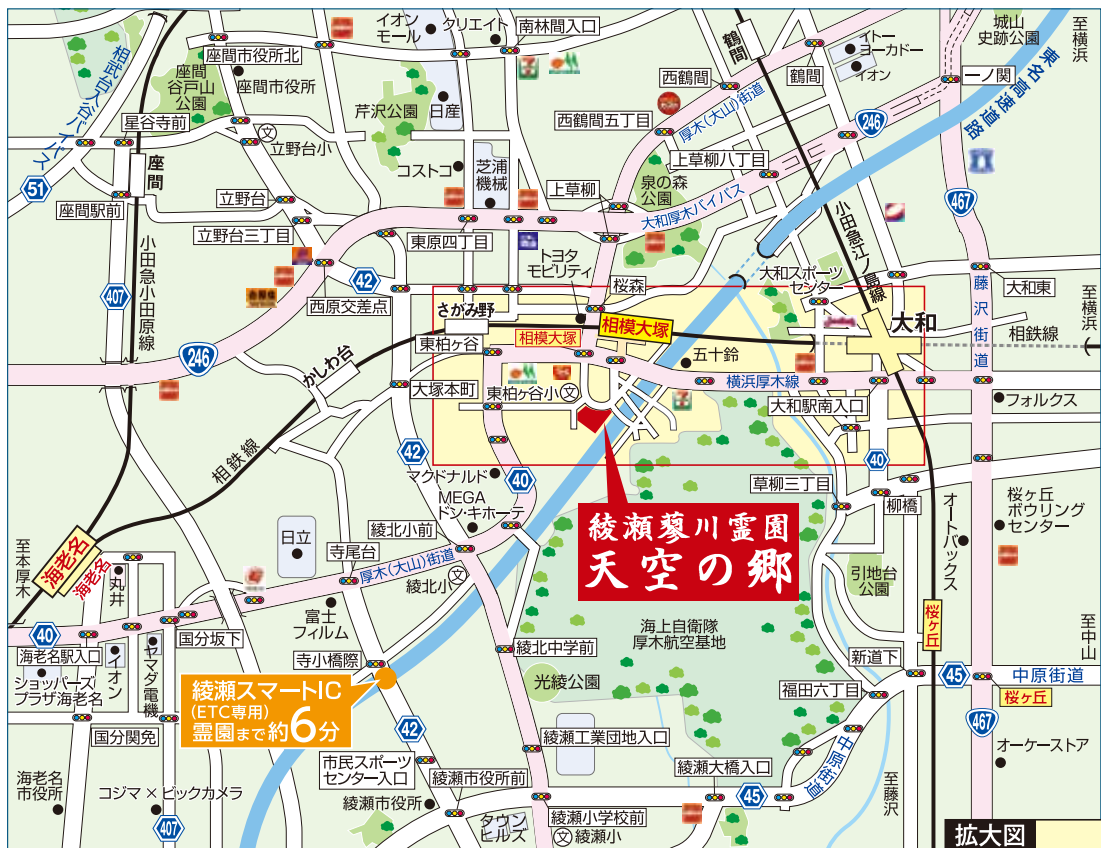 イオン
モール
クリエイト
南林間入口
城山
史跡公園
至横浜
相武台入谷バイパス
座間市役所北
座間
谷戸山
公園
座間市役所
芹沢公園
日産
鶴間
イトー
ヨーカドー
イオン
西鶴間
鶴間
一ノ関
東名高速道路
星谷寺前
文
立野台小
西鶴間五丁目
厚木(大山)街道
246
51
座間
座間駅前
立野台
コストコ
芝浦
機械
上草柳八丁目
上草柳
泉の森
公園
大和厚木バイパス
467
立野台三丁目
東原四丁目
トヨタ
モビリティ
小田急江ノ島線
小田急小田原線
407
42
西原交差点
桜森
大和スポーツ
センター
大和東
藤沢街道
至横浜
さがみ野
相模大塚
大和
相鉄線
東柏ヶ谷
相模大塚
五十鈴
246
かしわ台
大塚本町
東柏ヶ谷小
文
横浜厚木線
大和駅南入口
フォルクス
相鉄線
42
40
40
マクドナルド
MEGA
ドン・キホーテ
草柳三丁目
柳橋
オートバックス
桜ヶ丘
ボウリング
センター
綾瀬蓼川霊園
天空の郷
日立
綾北小前
寺尾台
厚木(大山)街道
綾北小
文
至本厚木
海老名
海老名
丸井
引地台
公園
桜ヶ丘
至中山
40
国分坂下
富士
フイルム
海上自衛隊
厚木航空基地
海老名駅入口
イオン
ヤマダ電機
寺小橋際
綾北中学前
新道下
45
中原街道
桜ヶ丘
ショッパーズ
プラザ海老名
綾瀬スマートIC
(ETC専用)
霊園まで約6分
光綾公園
福田六丁目
467
国分関免
42
綾瀬工業団地入口
中原街道
オーケーストア
市民スポーツ
センター入口
綾瀬市役所前
綾瀬大橋入口
至藤沢
海老名
市役所
コジマ×ビックカメラ
407
綾瀬市役所
45
タウン
ヒルズ
綾瀬小学校前
文
綾瀬小
拡大図